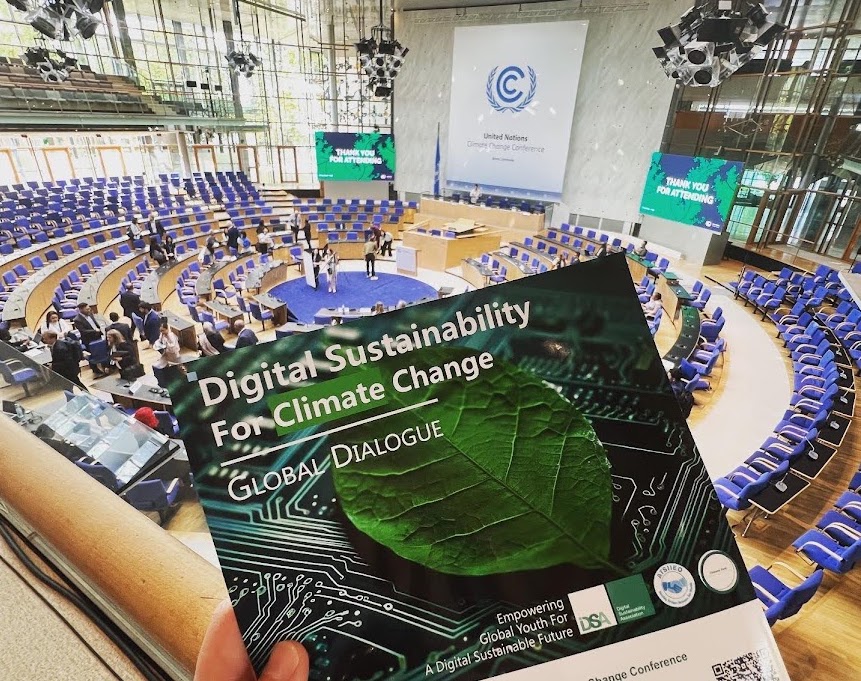 United Nations
Climate Change Conference
THANK YOU
FOR ATTENDING
THANK YOU
FOR ATTENDING
Digital Sustainability
For Climate Change
GLOBAL DIALOGUE
Empowering
Global Youth For
A Digital Sustainable Future
DSA
Digital
Sustainability
Association
Change Conference